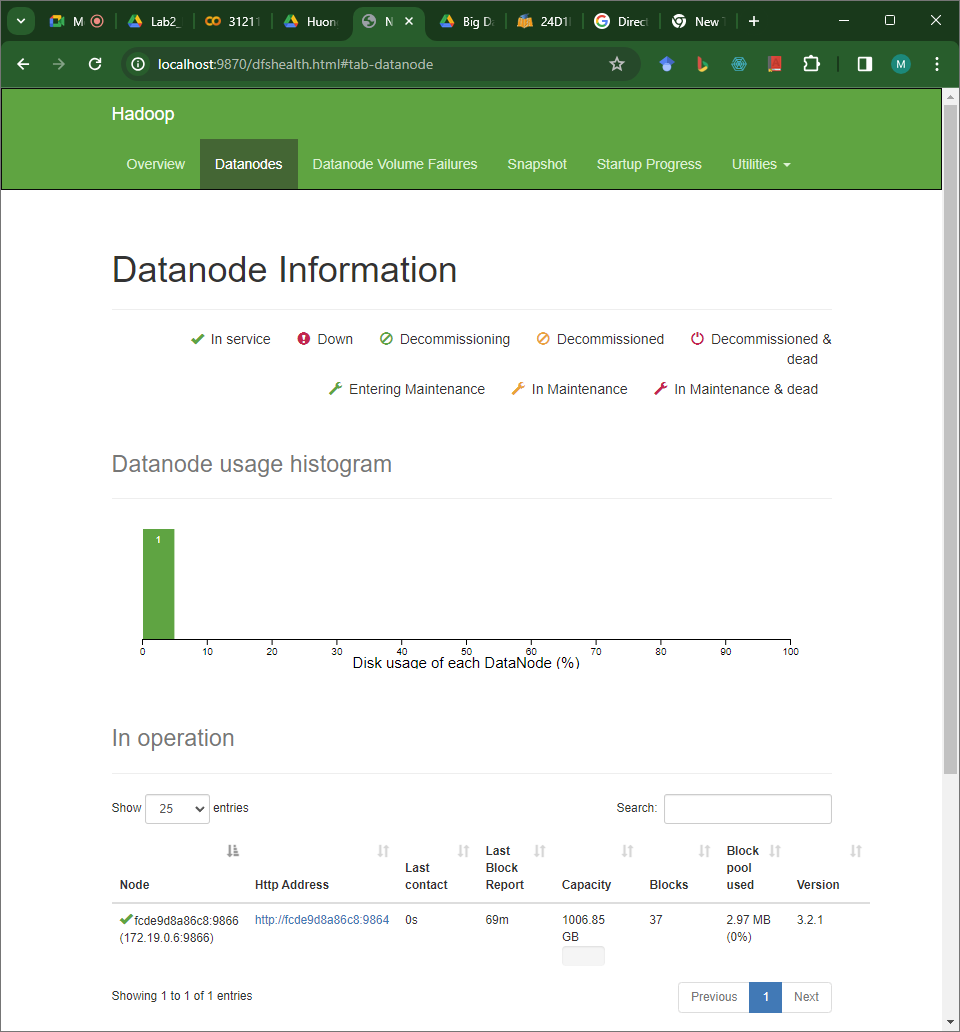 M Lab2_ 31211 Huon N Big Da 24D1 Direct New T
localhost:9870/dfshealth.html#tab-datanode M
Hadoop
Overview Datanodes Datanode Volume Failures Snapshot Startup Progress Utilities
Datanode Information
In service Down Decommissioning Decommissioned Decommissioned &
dead
Entering Maintenance In Maintenance In Maintenance & dead
Datanode usage histogram
1
0 10 20 30 40 50 60 70 80 90 100
Disk usage of each DataNode (%)
In operation
Show 25 entries Search:
Node Http Address Last contact Last Block Report Capacity Blocks Block pool used Version
fcde9d8a86c8:9866 http://fcde9d8a86c8:9864 0s 69m 1006.85 37 2.97 MB 3.2.1
(172.19.0.6:9866) GB (0%)
Showing 1 to 1 of 1 entries Previous 1 Next